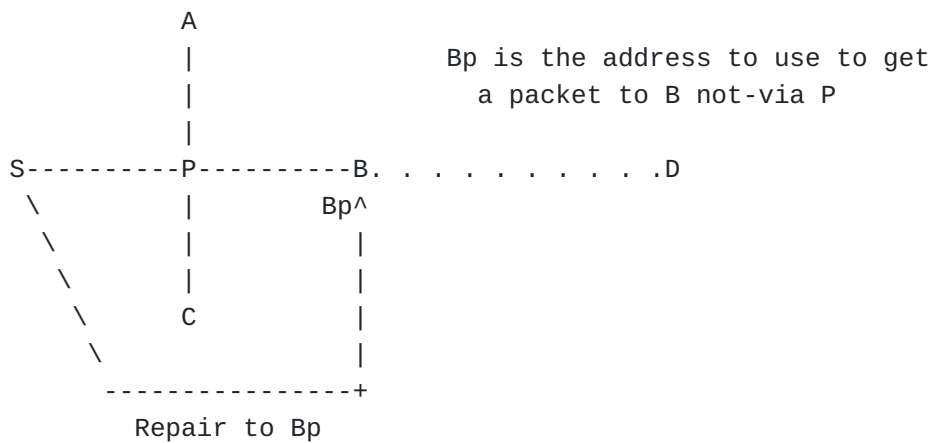 A
Bp is the address to use to get
a packet to B not-via P
S----------P----------B. . . . . . . . . .D
Bp^
C
----------------+
Repair to Bp